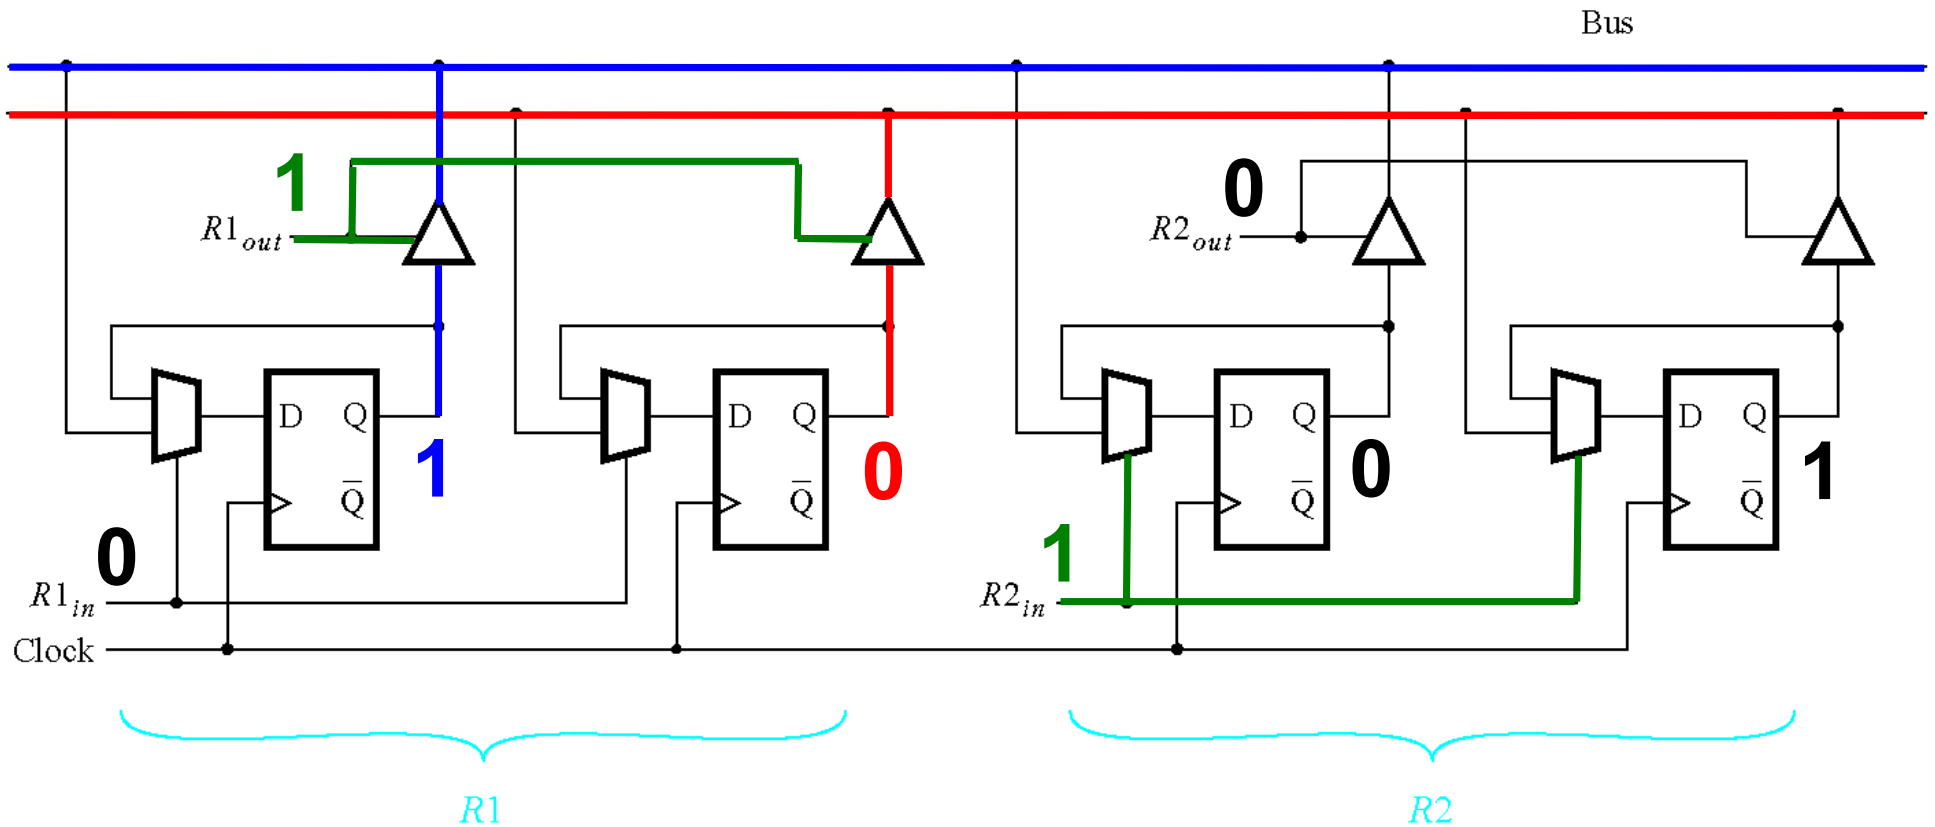 Bus
1
0
R1out
R2out
D Q
D Q
D Q
D Q
1
0
0
1
Q̅
Q̅
Q̅
Q̅
0
1
R1in
R2in
Clock
R1
R2